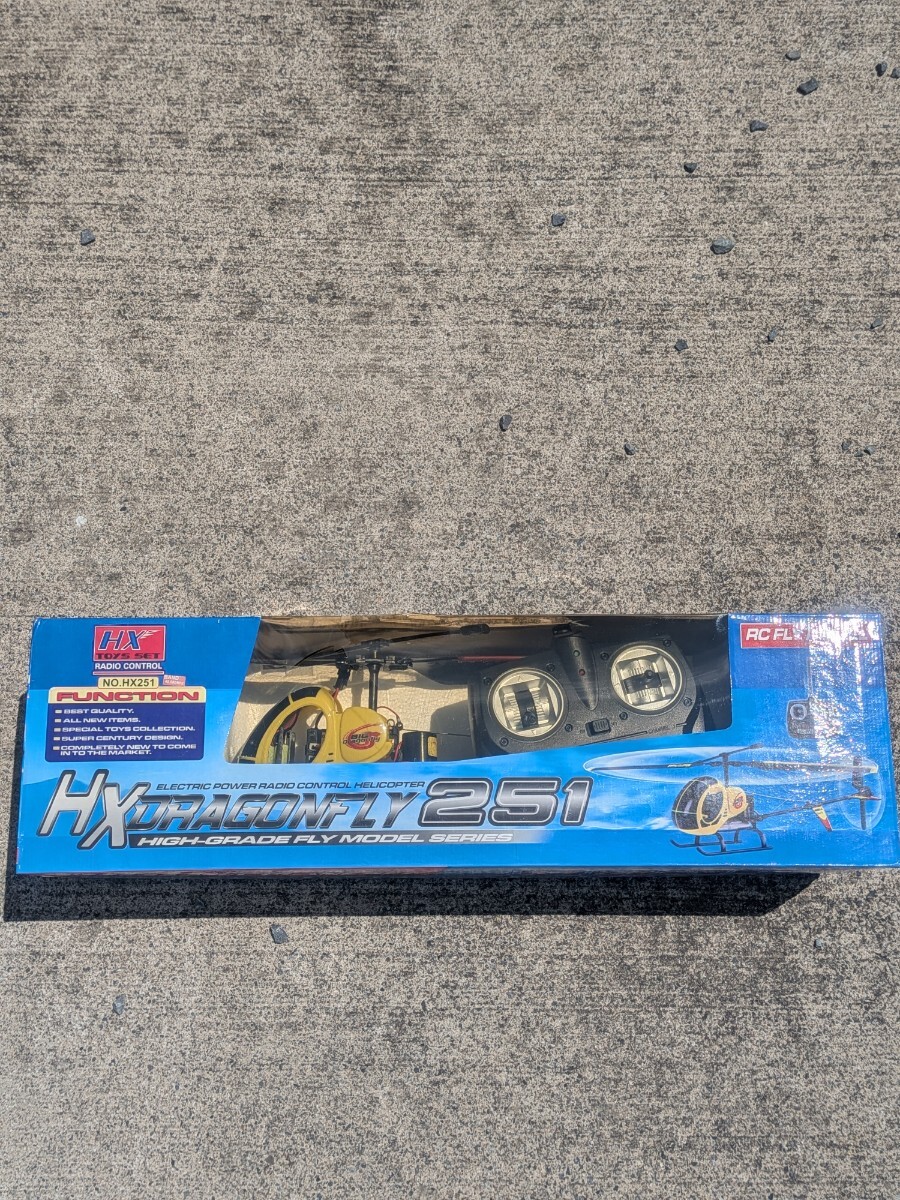 HX
TOYS SET
RADIO CONTROL
NO.HX251
FUNCTION
BEST QUALITY.
ALL NEW ITEMS.
SPECIAL TOYS COLLECTION.
SUPER CENTURY DESIGN.
COMPLETELY NEW TO COME
IN TO THE MARKET.
RC FLY
ELECTRIC POWER RADIO CONTROL HELICOPTER
HX DRAGONFLY 251
HIGH-GRADE FLY MODEL SERIES